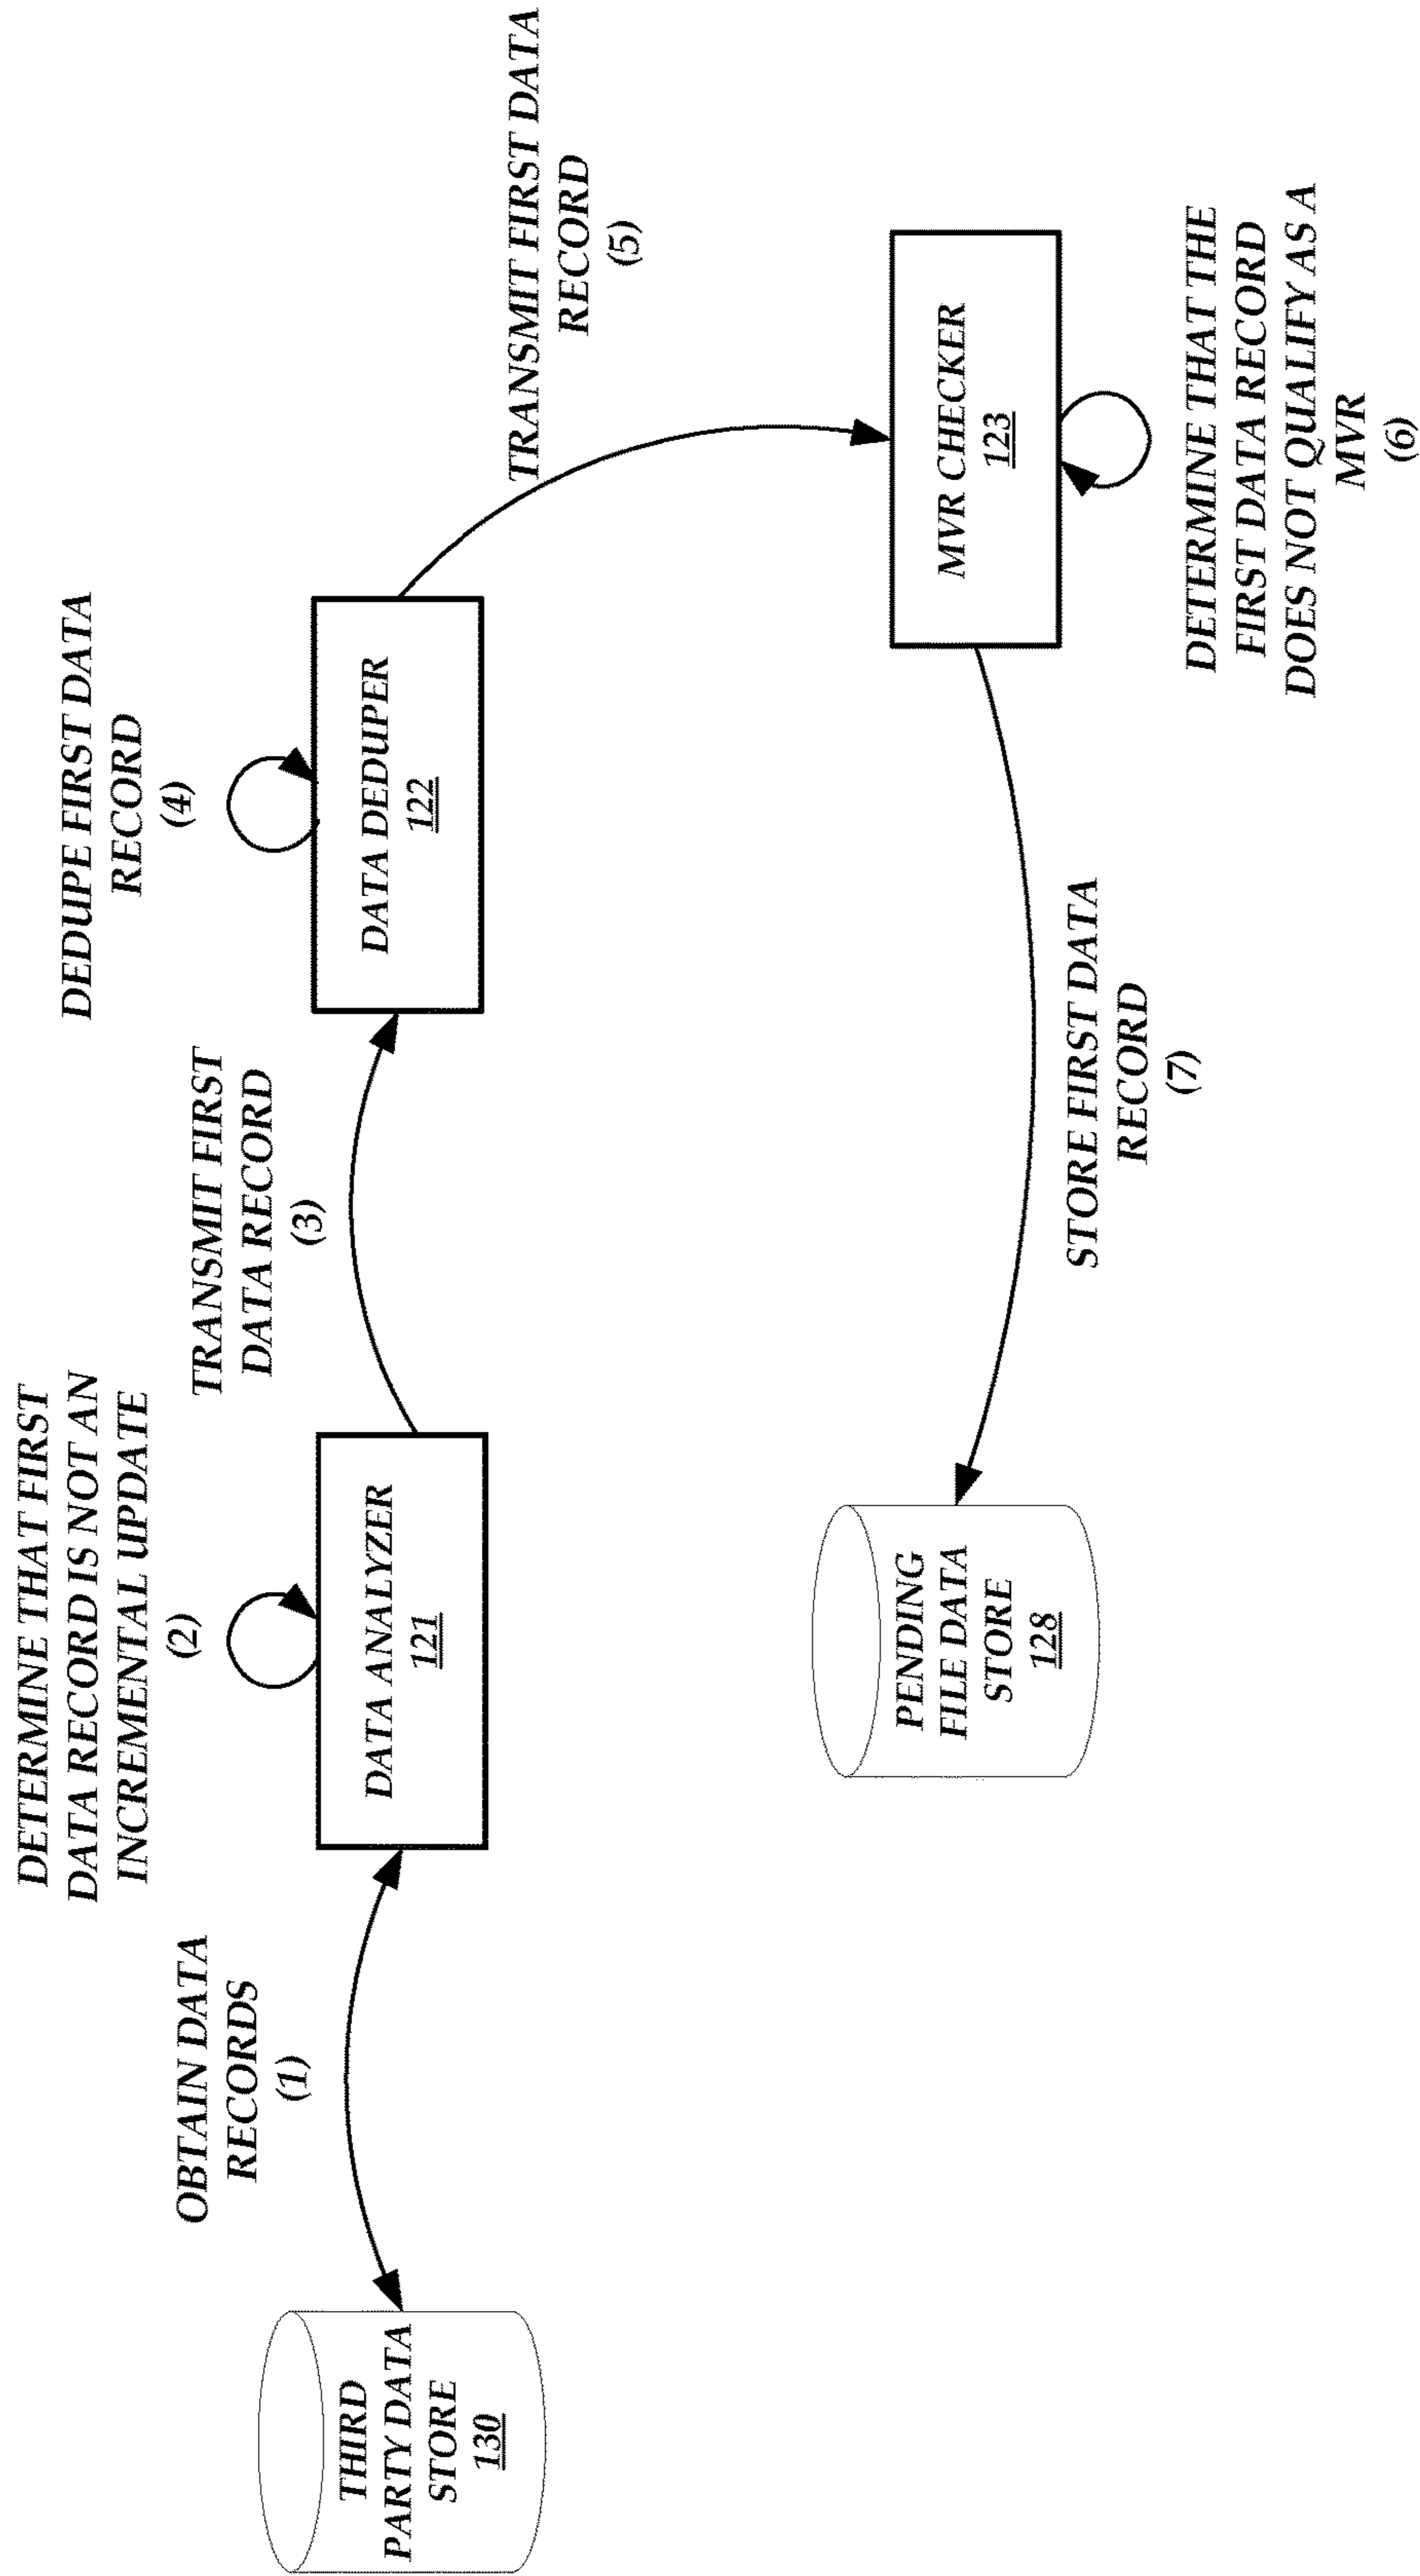 DETERMINE THAT FIRST
DATA RECORD IS NOT AN
INCREMENTAL UPDATE
(2)
DEDUPE FIRST DATA
RECORD
(4)
OBTAIN DATA
RECORDS
(1)
TRANSMIT FIRST
DATA RECORD
(3)
THIRD
PARTY DATA
STORE
130
DATA ANALYZER
121
DATA DEDUPER
122
TRANSMIT FIRST DATA
RECORD
(5)
PENDING
FILE DATA
STORE
128
MVR CHECKER
123
STORE FIRST DATA
RECORD
(7)
DETERMINE THAT THE
FIRST DATA RECORD
DOES NOT QUALIFY AS A
MVR
(6)